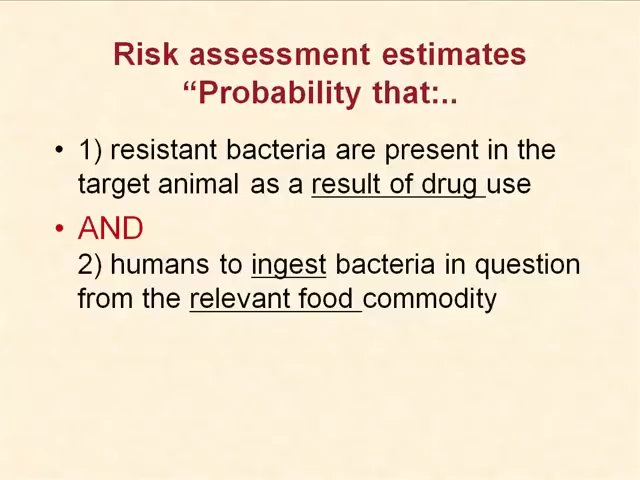 Risk assessment estimates
“Probability that:..
• 1) resistant bacteria are present in the
target animal as a result of drug use
• AND
2) humans to ingest bacteria in question
from the relevant food commodity